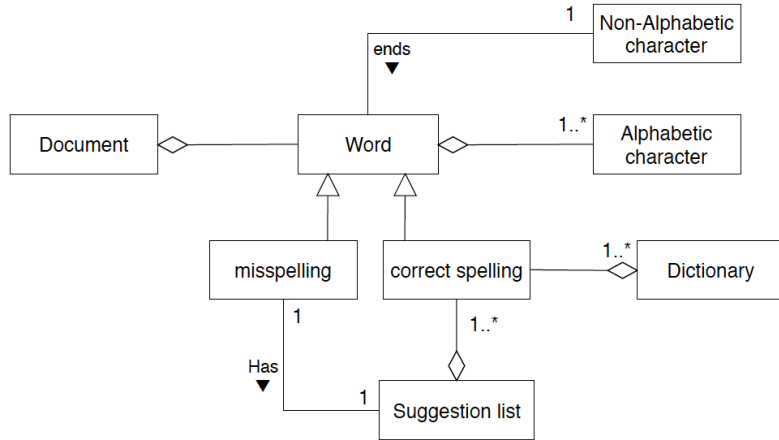 1
Non-Alphabetic
character
ends
▼
Document
Word
1..*
Alphabetic
character
misspelling
correct spelling
1..*
Dictionary
1
1..*
Has
▼
1
Suggestion list